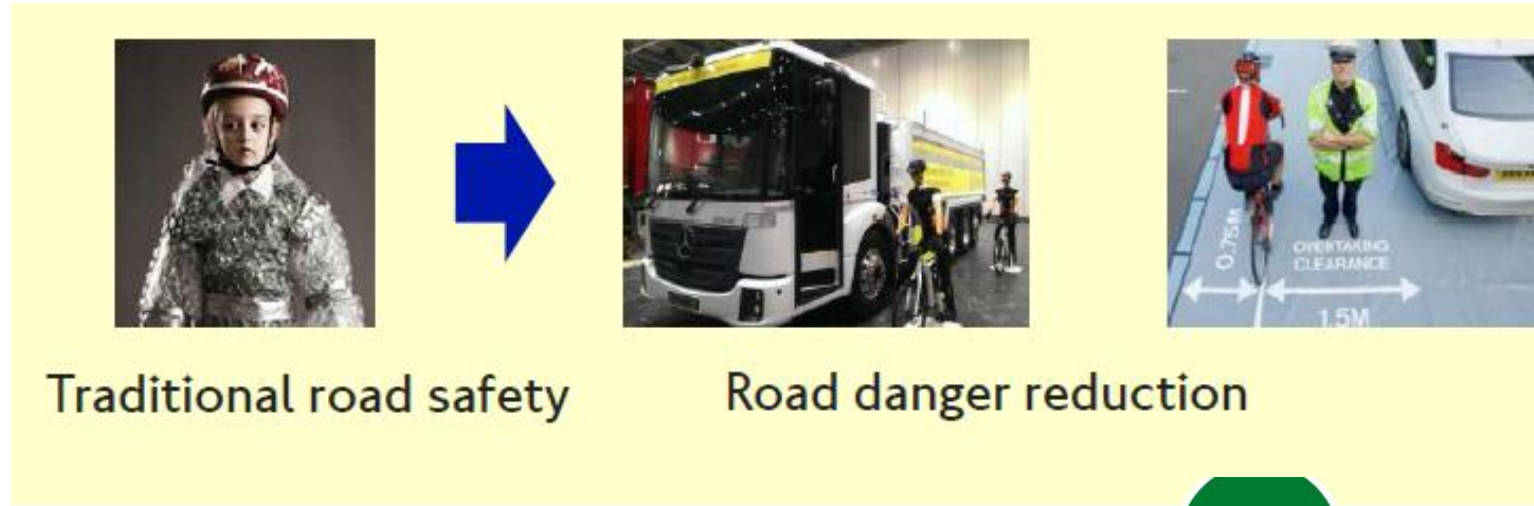 0.75M
OVERTAKING
CLEARANCE
1.5M
Traditional road safety
Road danger reduction